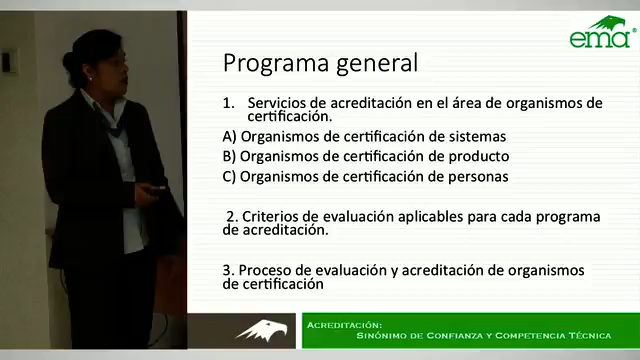 ema®
Programa general
1. Servicios de acreditación en el área de organismos de
certificación.
A) Organismos de certificación de sistemas
B) Organismos de certificación de producto
C) Organismos de certificación de personas
2. Criterios de evaluación aplicables para cada programa
de acreditación.
3. Proceso de evaluación y acreditación de organismos
de certificación
Acreditación:
Sinónimo de Confianza y Competencia Técnica